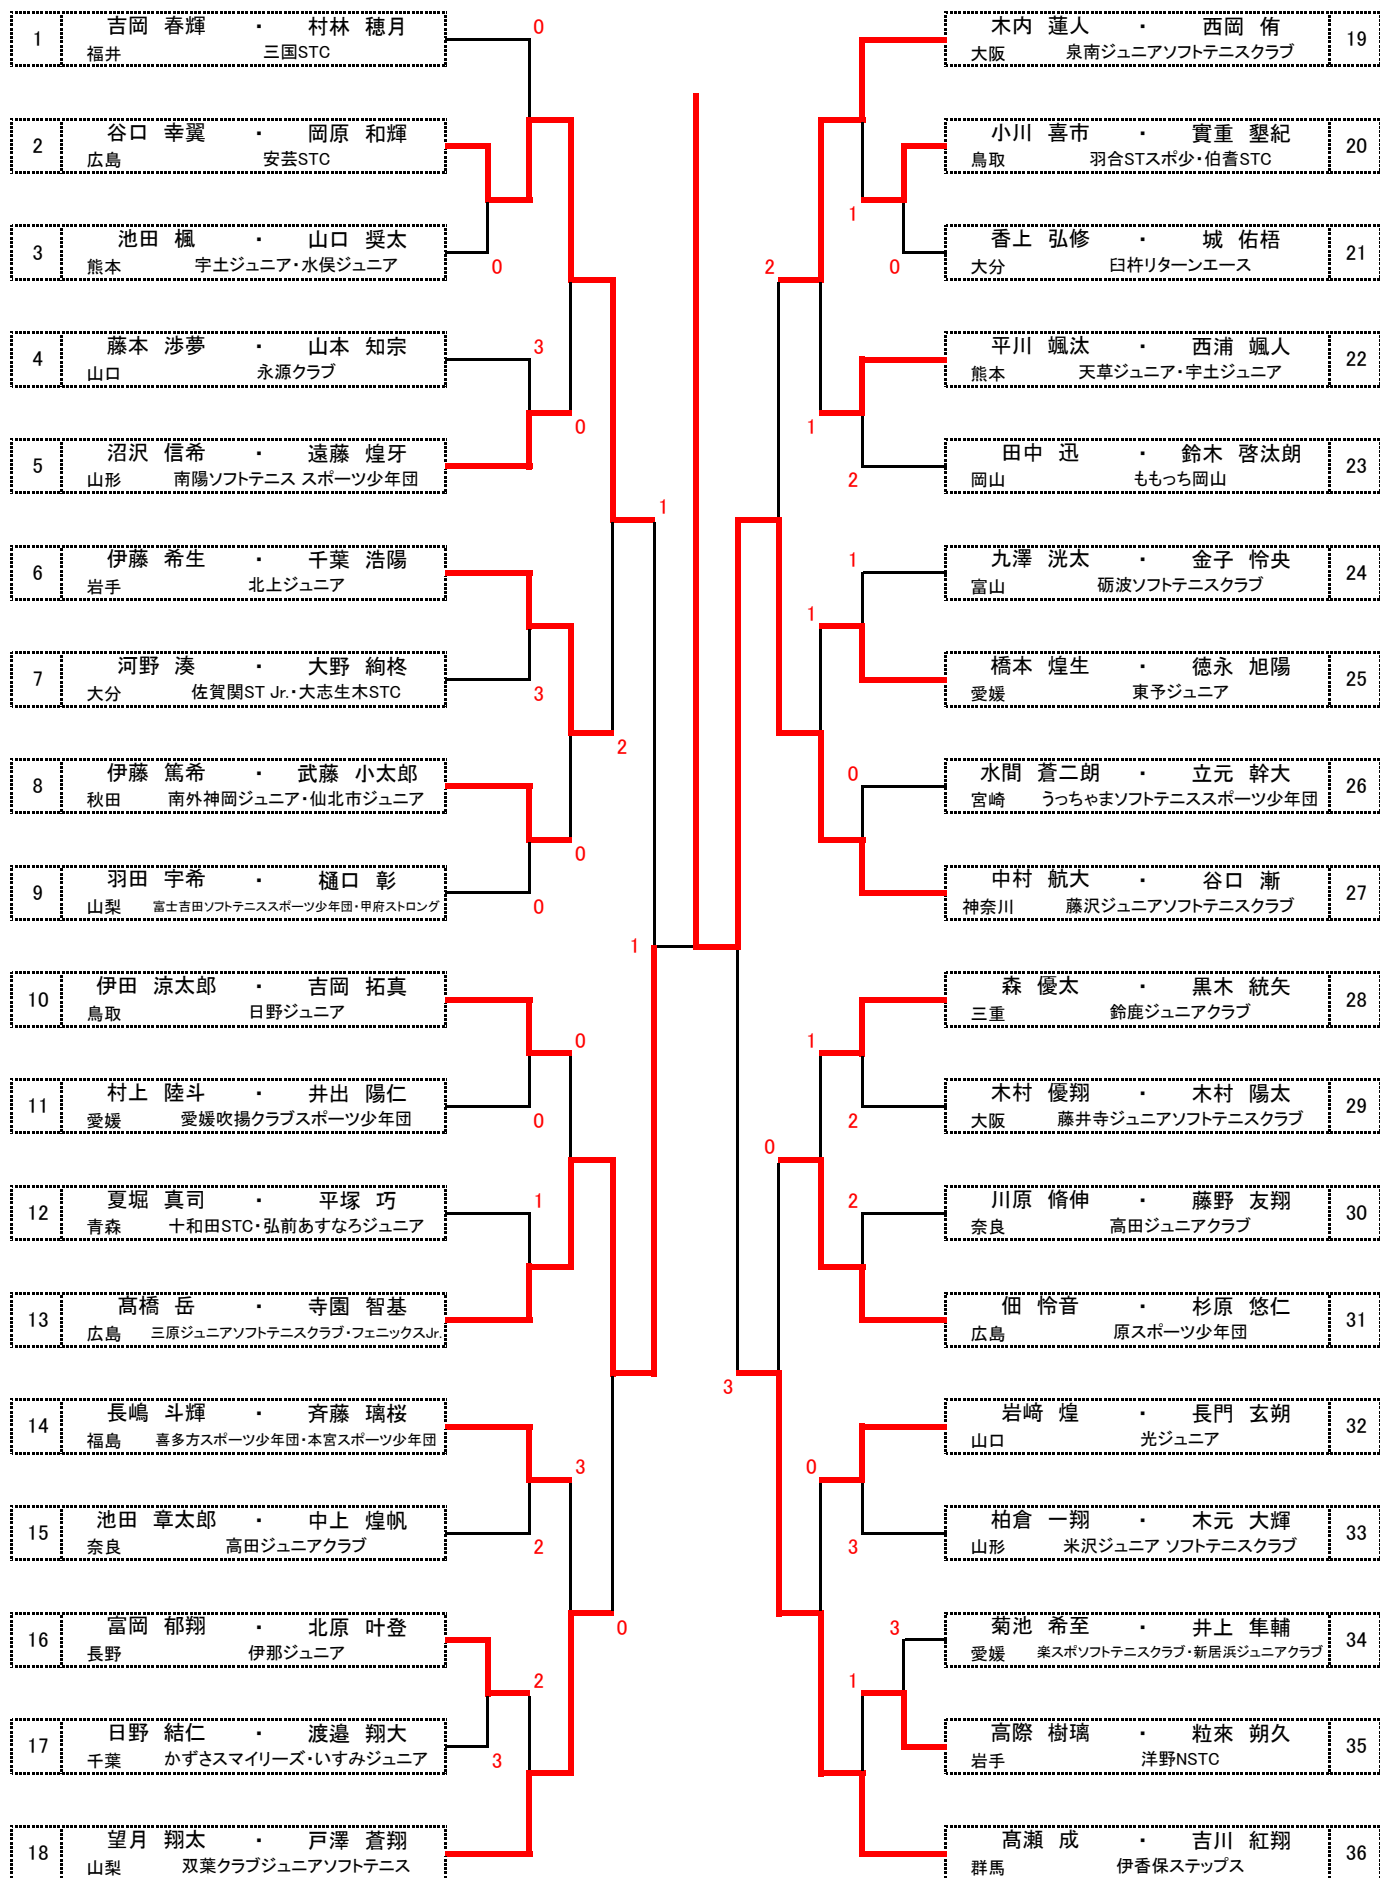 1 吉岡 春輝 ・ 村林 穂月
福井 三国STC
0
2 谷口 幸翼 ・ 岡原 和輝
広島 安芸STC
3 池田 楓 ・ 山口 奨太
熊本 宇土ジュニア・水俣ジュニア
0
4 藤本 渉夢 ・ 山本 知宗
山口 永源クラブ
3
0
5 沼沢 信希 ・ 遠藤 煌牙
山形 南陽ソフトテニス スポーツ少年団
1
6 伊藤 希生 ・ 千葉 浩陽
岩手 北上ジュニア
7 河野 湊 ・ 大野 絢柊
大分 佐賀関ST Jr.・大志生木STC
3
2
8 伊藤 篤希 ・ 武藤 小太郎
秋田 南外神岡ジュニア・仙北市ジュニア
0
9 羽田 宇希 ・ 樋口 彰
山梨 富士吉田ソフトテニススポーツ少年団・甲府ストロング
0
1
10 伊田 涼太郎 ・ 吉岡 拓真
鳥取 日野ジュニア
0
11 村上 陸斗 ・ 井出 陽仁
愛媛 愛媛吹揚クラブスポーツ少年団
0
12 夏堀 真司 ・ 平塚 巧
青森 十和田STC・弘前あすなろジュニア
1
13 髙橋 岳 ・ 寺園 智基
広島 三原ジュニアソフトテニスクラブ・フェニックスJr.
14 長嶋 斗輝 ・ 斉藤 璃桜
福島 喜多方スポーツ少年団・本宮スポーツ少年団
3
15 池田 章太郎 ・ 中上 煌帆
奈良 高田ジュニアクラブ
2
16 富岡 郁翔 ・ 北原 叶登
長野 伊那ジュニア
0
2
17 日野 結仁 ・ 渡邉 翔大
千葉 かずさスマイリーズ・いすみジュニア
3
18 望月 翔太 ・ 戸澤 蒼翔
山梨 双葉クラブジュニアソフトテニス
木内 蓮人 ・ 西岡 侑 19
大阪 泉南ジュニアソフトテニスクラブ
小川 喜市 ・ 實重 塁紀 20
鳥取 羽合STスポ少・伯耆STC
1
香上 弘修 ・ 城 佑梧 21
大分 臼杵リターンエース
0
2
平川 颯汰 ・ 西浦 颯人 22
熊本 天草ジュニア・宇土ジュニア
1
田中 迅 ・ 鈴木 啓汰朗 23
岡山 ももっち岡山
2
九澤 洸太 ・ 金子 怜央 24
富山 砺波ソフトテニスクラブ
1
1
橋本 煌生 ・ 徳永 旭陽 25
愛媛 東予ジュニア
水間 蒼二朗 ・ 立元 幹大 26
宮崎 うっちゃまソフトテニススポーツ少年団
0
中村 航大 ・ 谷口 漸 27
神奈川 藤沢ジュニアソフトテニスクラブ
森 優太 ・ 黒木 統矢 28
三重 鈴鹿ジュニアクラブ
1
木村 優翔 ・ 木村 陽太 29
大阪 藤井寺ジュニアソフトテニスクラブ
2
0
川原 脩伸 ・ 藤野 友翔 30
奈良 高田ジュニアクラブ
2
佃 怜音 ・ 杉原 悠仁 31
広島 原スポーツ少年団
3
岩﨑 煌 ・ 長門 玄朔 32
山口 光ジュニア
0
柏倉 一翔 ・ 木元 大輝 33
山形 米沢ジュニア ソフトテニスクラブ
3
菊池 希至 ・ 井上 隼輔 34
愛媛 楽スポソフトテニスクラブ・新居浜ジュニアクラブ
3
1
高際 樹璃 ・ 粒來 朔久 35
岩手 洋野NSTC
髙瀬 成 ・ 吉川 紅翔 36
群馬 伊香保ステップス